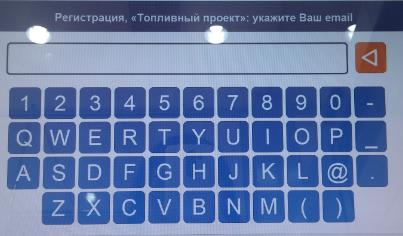 Регистрация, «Топливный проект»: укажите Ваш email
1 2 3 4 5 6 7 8 9 0 -
Q W E R T Y U I O P _
A S D F G H J K L @ .
Z X C V B N M ( )